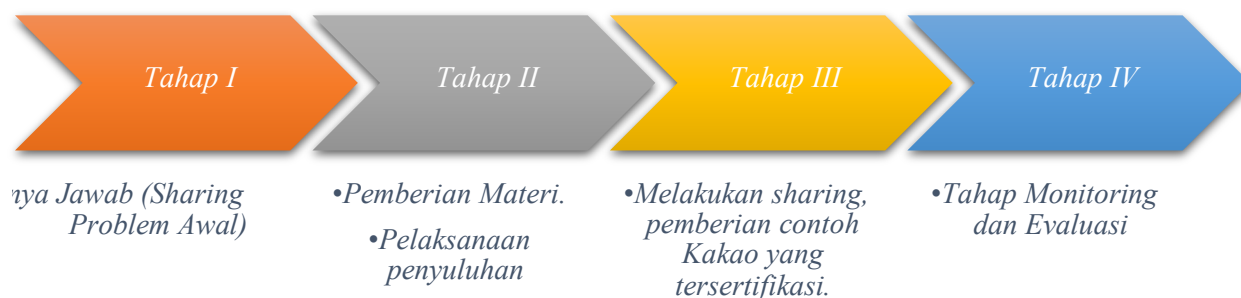 Tahap I
Tahap II
Tahap III
Tahap IV
nya Jawab (Sharing
Problem Awal)
•Pemberian Materi.
•Pelaksanaan
penyuluhan
•Melakukan sharing,
pemberian contoh
Kakao yang
tersertifikasi.
•Tahap Monitoring
dan Evaluasi